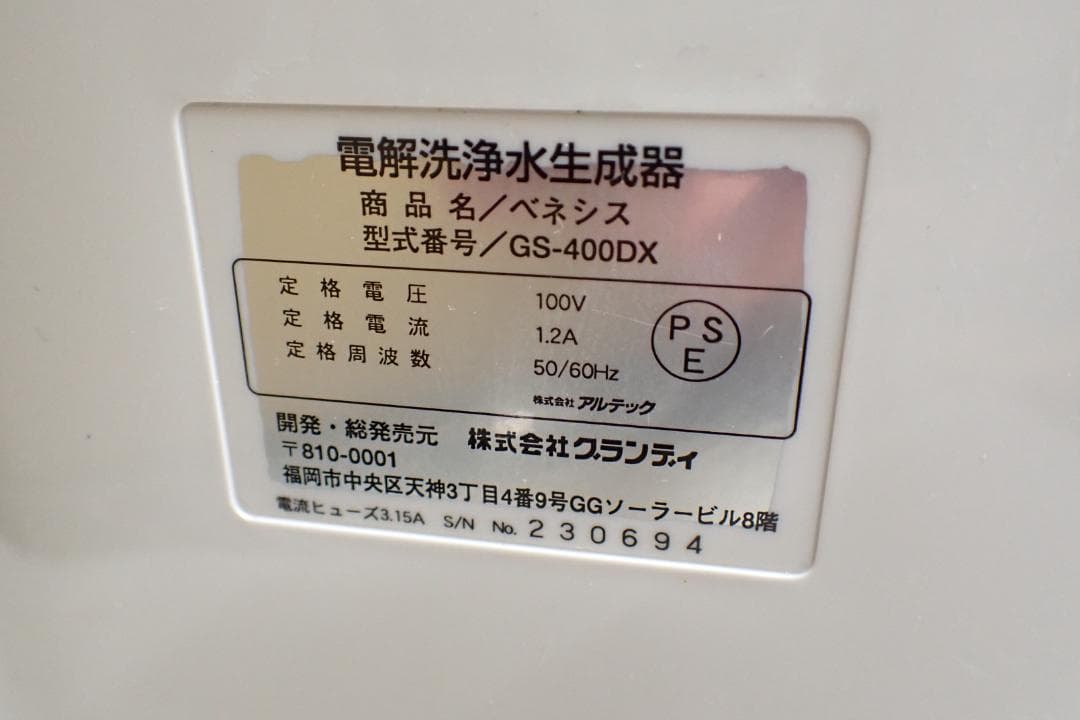 電解洗浄水生成器
商品名／ベネシス
型式番号／GS-400DX
定格電圧 100V
定格電流 1.2A
定格周波数 50/60Hz
PSE
株式会社アルテック
開発・総発売元 株式会社グランディ
〒810-0001
福岡市中央区天神3丁目4番9号GGソーラービル8階
電流ヒューズ3.15A S/N No. 230694